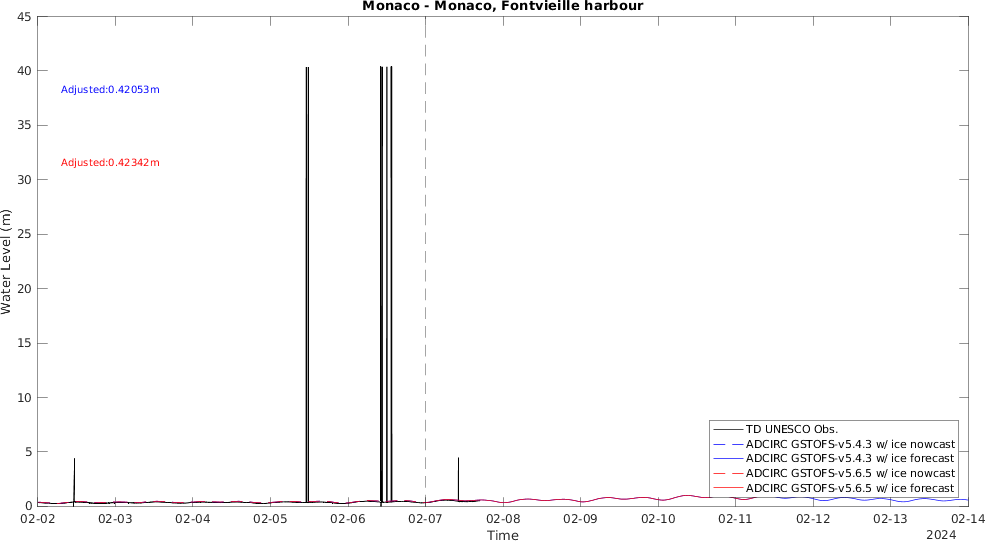 Monaco - Monaco, Fontvieille harbour
45
40
35
30
25
20
15
10
5
0
Water Level (m)
Adjusted:0.42053m
Adjusted:0.42342m
TD UNESCO Obs.
ADCIRC GSTOFS-v5.4.3 w/ ice nowcast
ADCIRC GSTOFS-v5.4.3 w/ ice forecast
ADCIRC GSTOFS-v5.6.5 w/ ice nowcast
ADCIRC GSTOFS-v5.6.5 w/ ice forecast
02-02 02-03 02-04 02-05 02-06 02-07 02-08 02-09 02-10 02-11 02-12 02-13 02-14
Time
2024